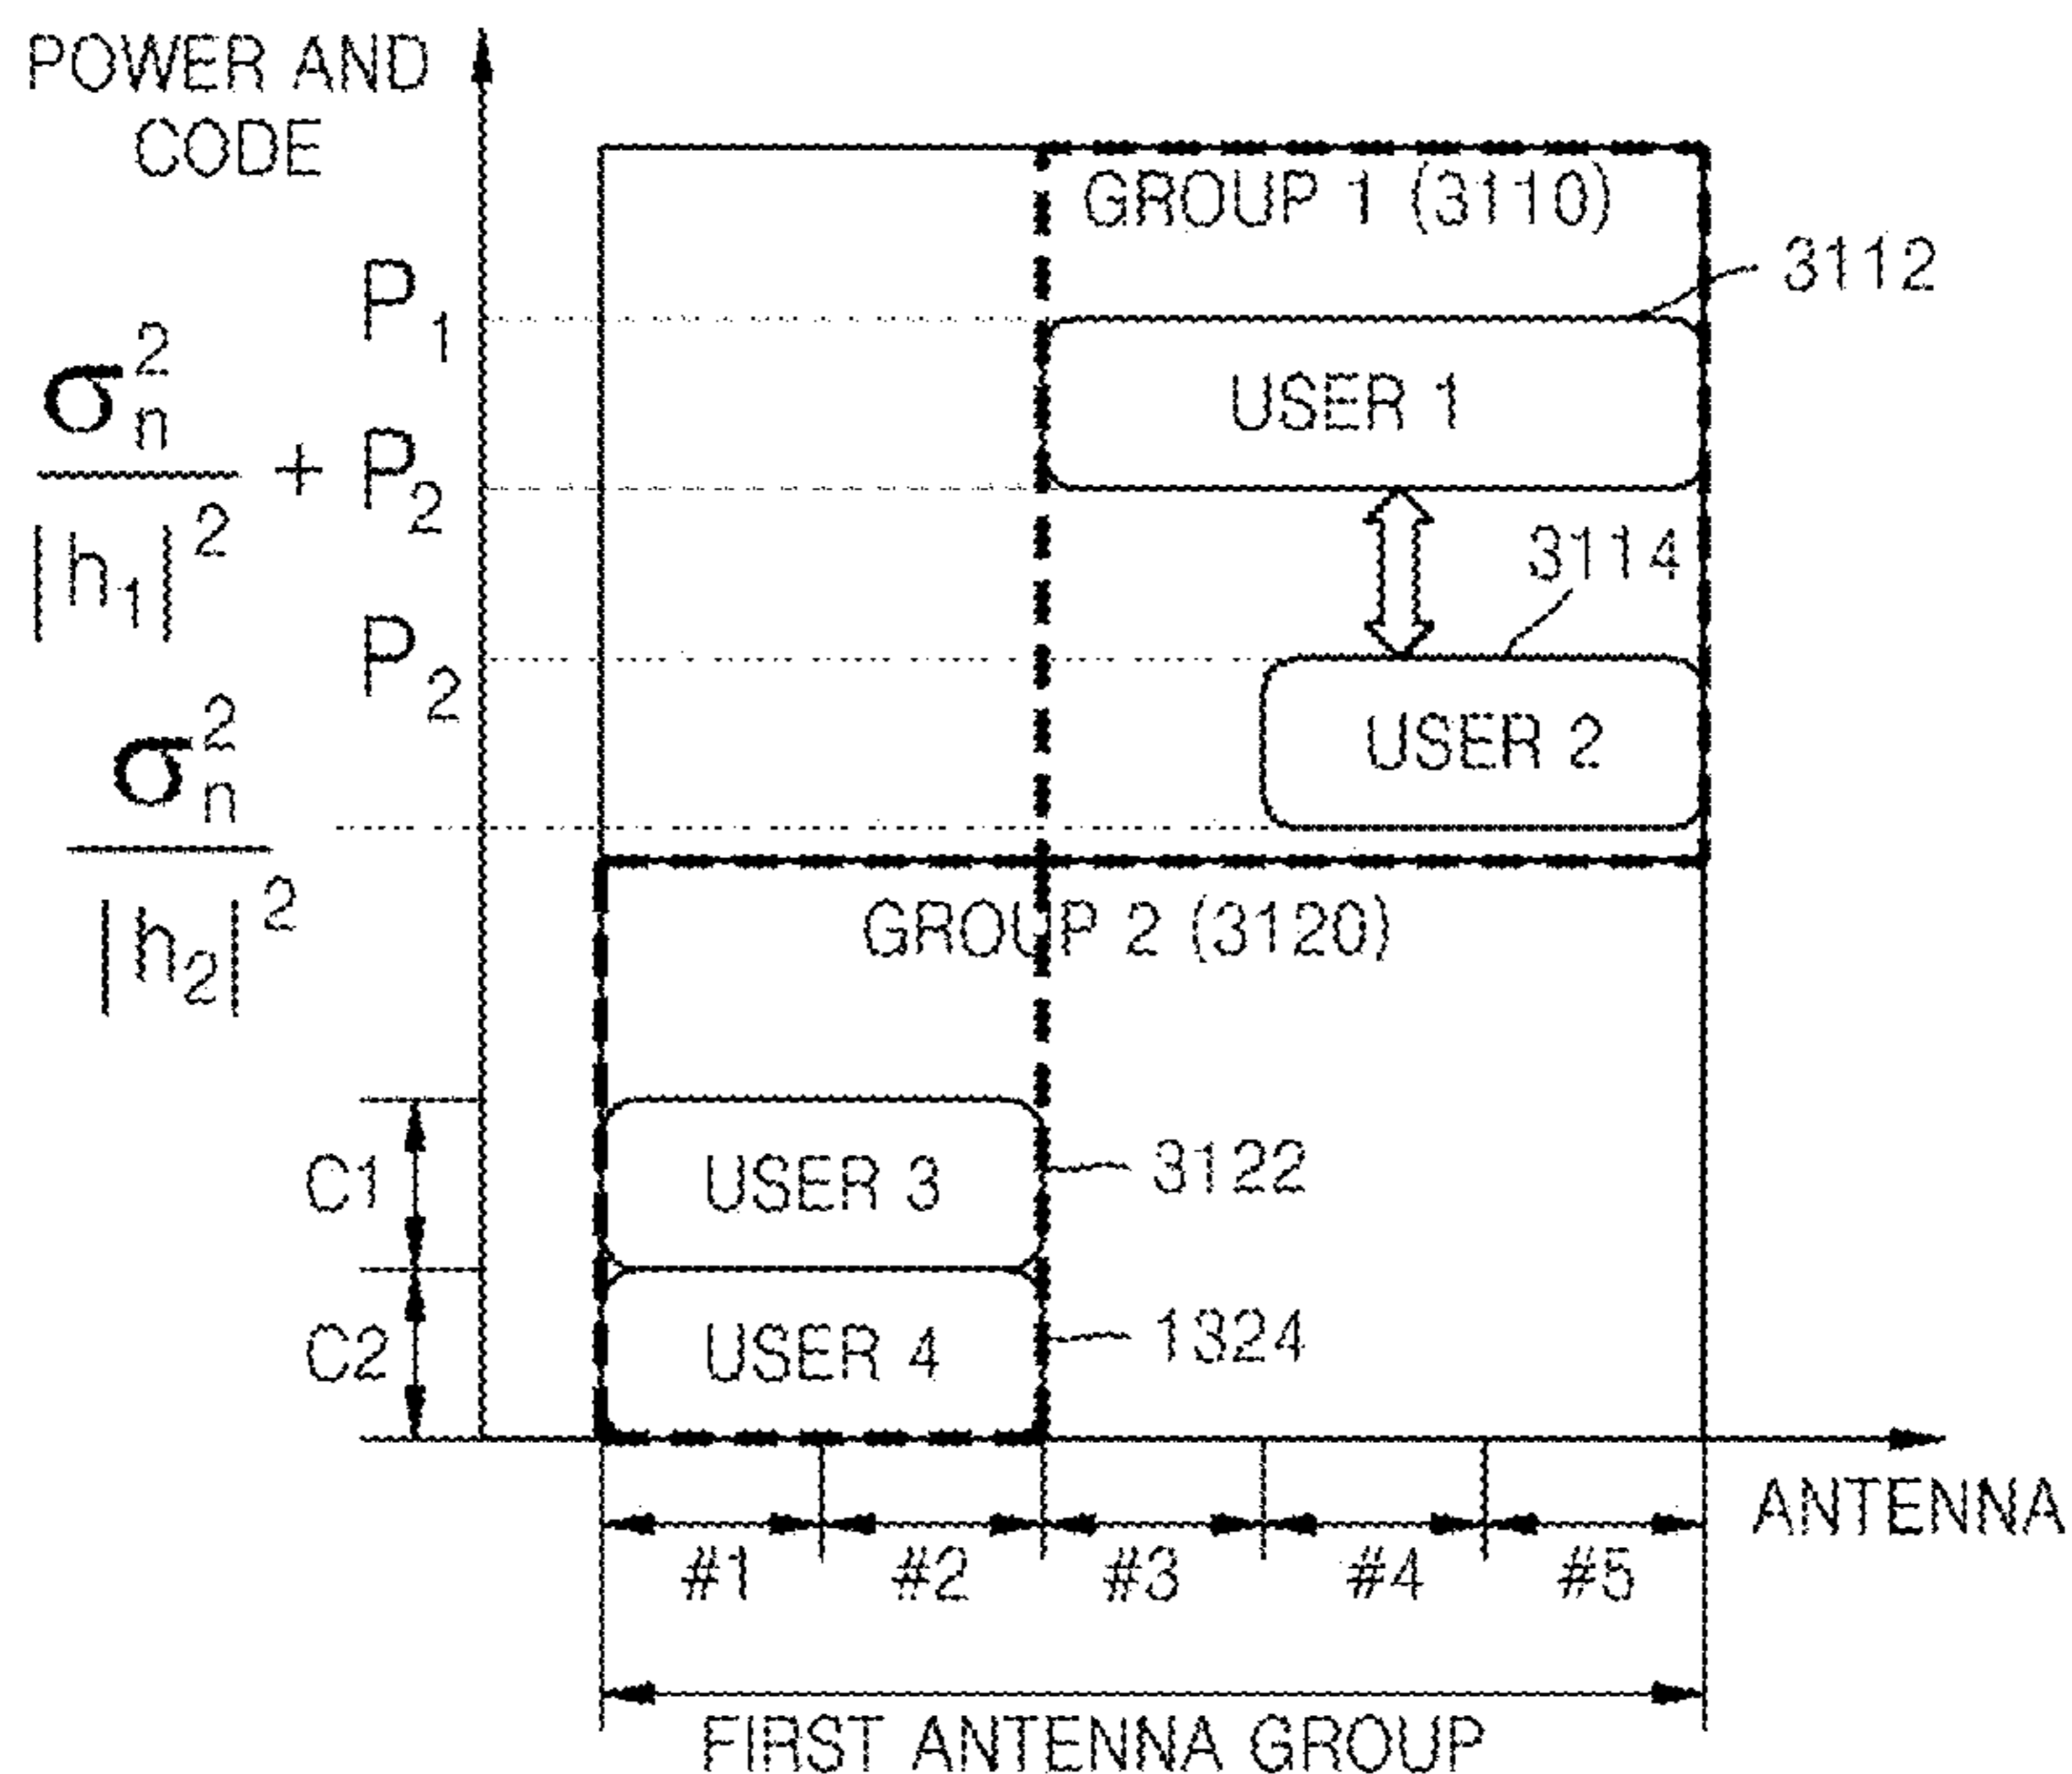 POWER AND
CODE
GROUP 1 (3110)
3112
P₁
USER 1
σₙ² / |h₁|² + P₂
3114
P₂
USER 2
σₙ² / |h₂|²
GROUP 2 (3120)
C1
USER 3
3122
C2
USER 4
1324
ANTENNA
#1 #2 #3 #4 #5
FIRST ANTENNA GROUP